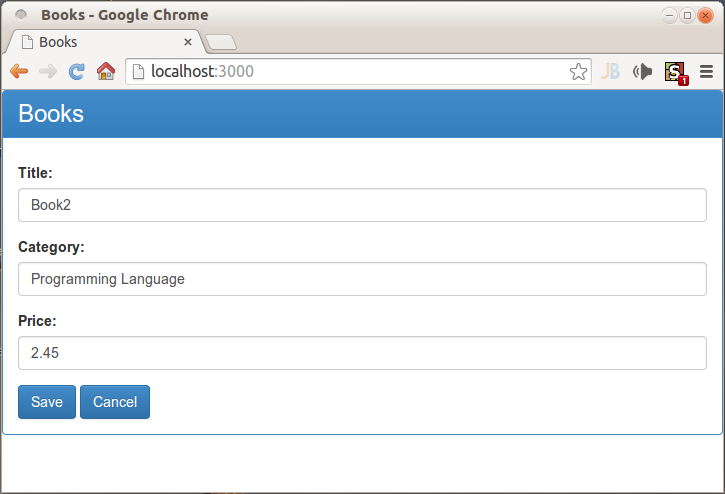 Books - Google Chrome
Books
localhost:3000
JB
S
1
Books
Title:
Book2
Category:
Programming Language
Price:
2.45
Save Cancel